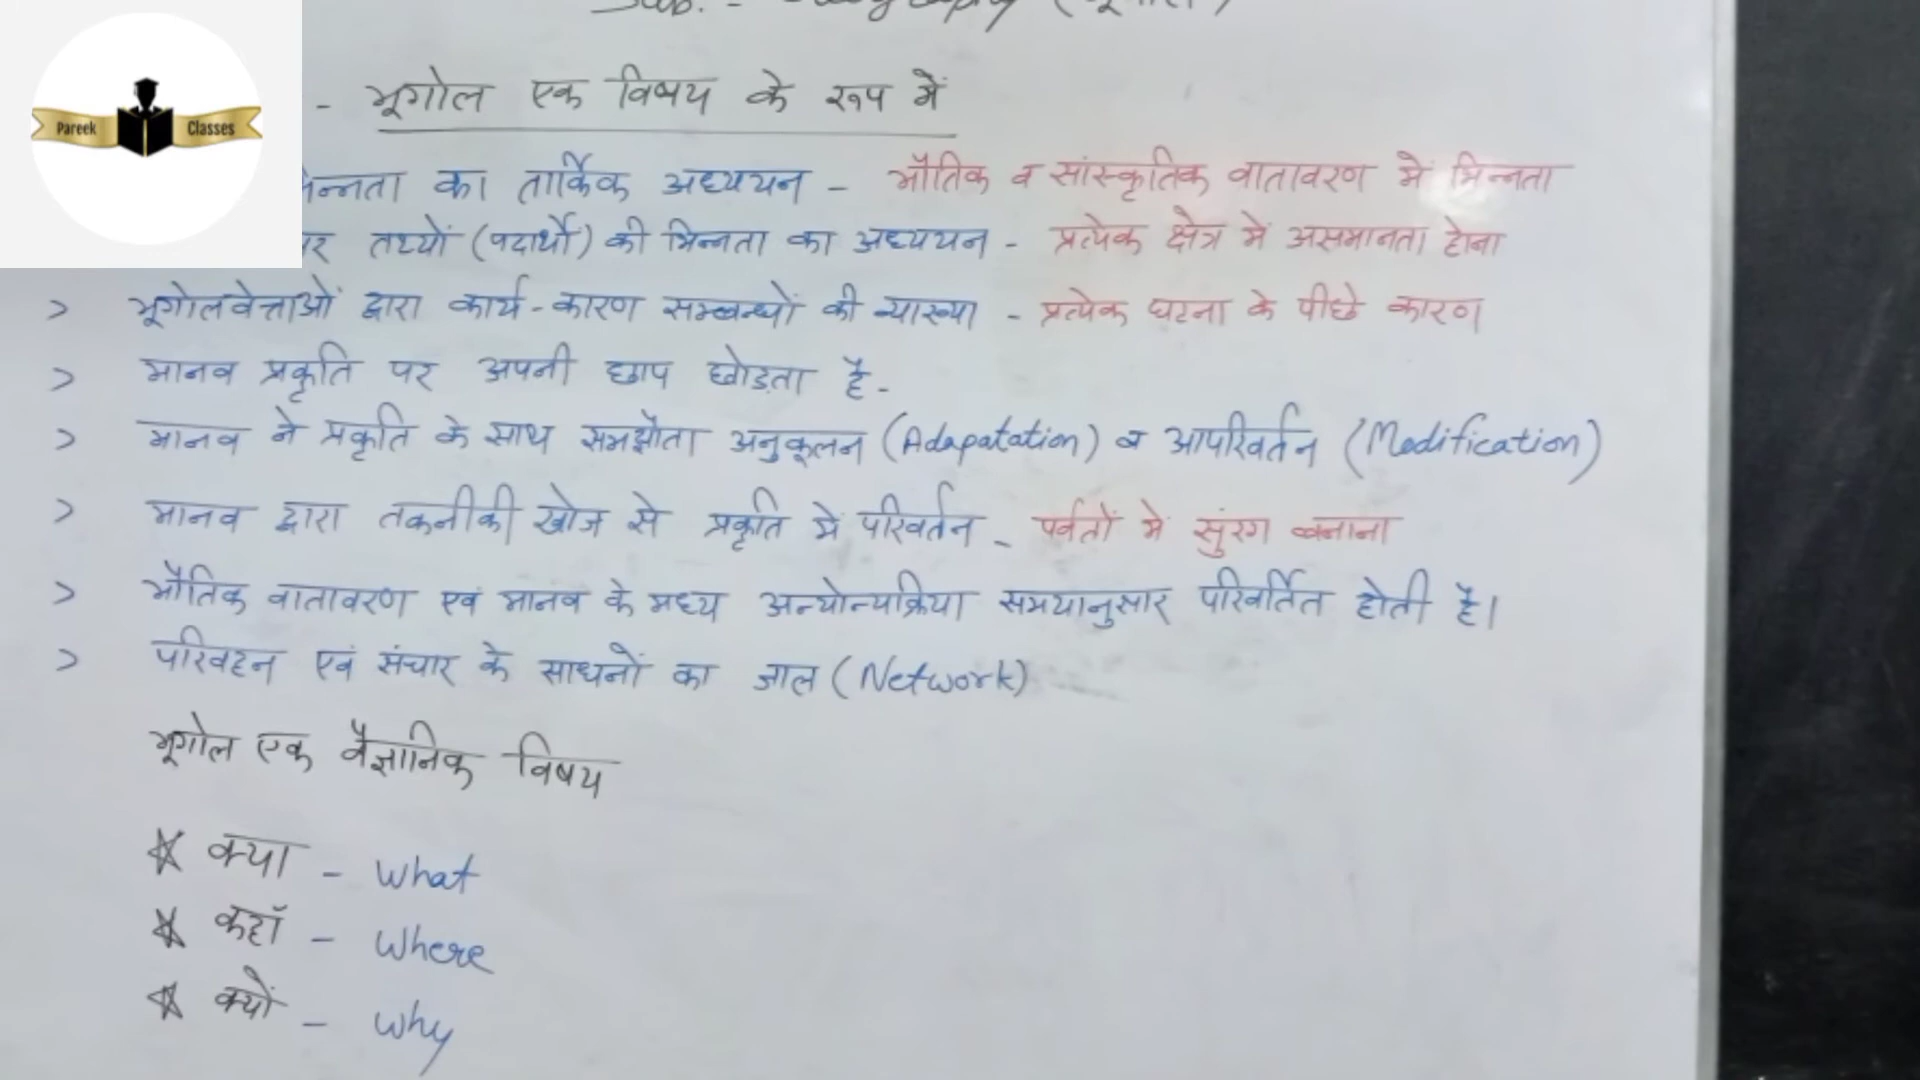 Pareek Classes
- भूगोल एक विषय के रूप में
का तार्किक अध्ययन - भौतिक व सांस्कृतिक वातावरण में भिन्नता
तथ्यों (पदार्थों) की भिन्नता का अध्ययन - प्रत्येक क्षेत्र में असमानता होना
> भूगोलवेत्ताओं द्वारा कार्य-कारण सम्बन्धों की व्याख्या - प्रत्येक घटना के पीछे कारण
> मानव प्रकृति पर अपनी छाप छोड़ता है -
> मानव ने प्रकृति के साथ समझौता अनुकूलन (Adapatation) व आपरिवर्तन (Modification)
> मानव द्वारा तकनीकी खोज से प्रकृति में परिवर्तन - पर्वतों में सुंरग बनाना
> भौतिक वातावरण एवं मानव के मध्य अन्योन्यक्रिया समयानुसार परिवर्तित होती है।
> परिवहन एवं संचार के साधनों का जाल (Network)
भूगोल एक वैज्ञानिक विषय
☆ क्या - What
☆ कहाँ - Where
☆ क्यों - Why